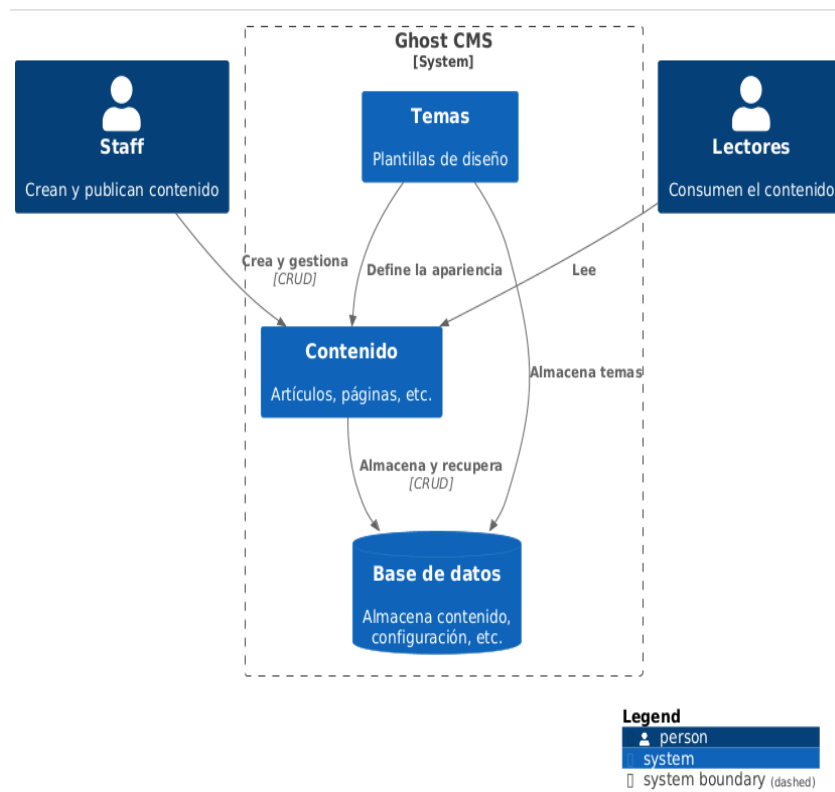 Ghost CMS
[System]
Staff
Crean y publican contenido
Temas
Plantillas de diseño
Lectores
Consumen el contenido
Crea y gestiona
[CRUD]
Define la apariencia
Lee
Contenido
Artículos, páginas, etc.
Almacena temas
Almacena y recupera
[CRUD]
Base de datos
Almacena contenido,
configuración, etc.
Legend
person
system
system boundary (dashed)